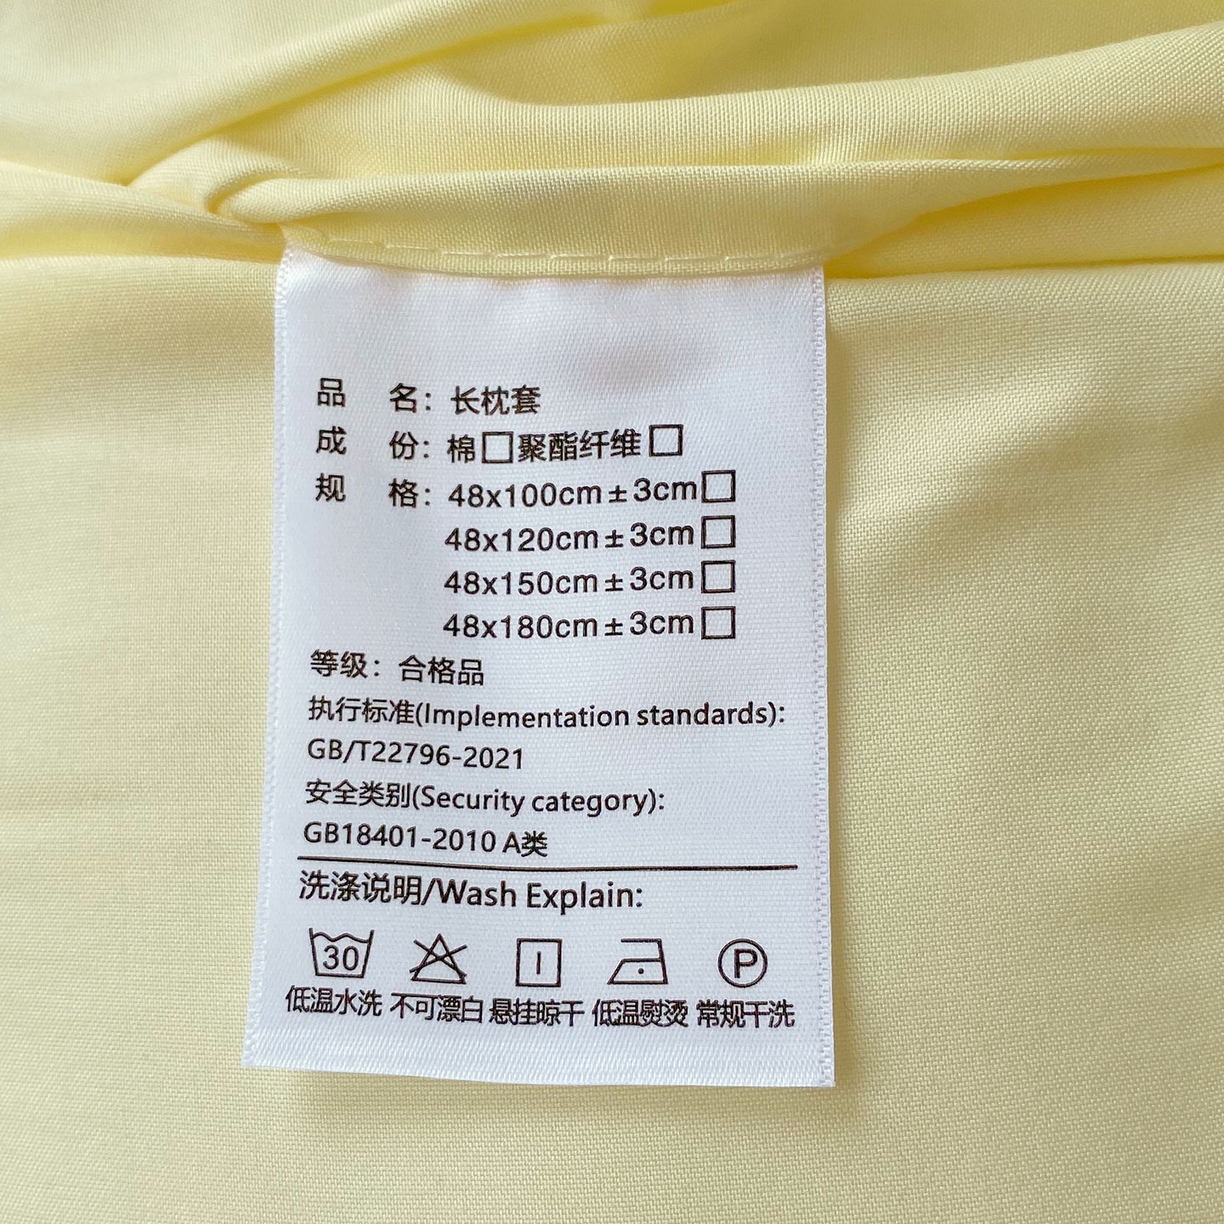 品 名：长枕套
成 份：棉□聚酯纤维□
规 格：48x100cm±3cm□
48x120cm±3cm□
48x150cm±3cm□
48x180cm±3cm□
等级：合格品
执行标准(Implementation standards):
GB/T22796-2021
安全类别(Security category):
GB18401-2010 A类
洗涤说明/Wash Explain:
30 P
低温水洗 不可漂白 悬挂晾干 低温熨烫 常规干洗